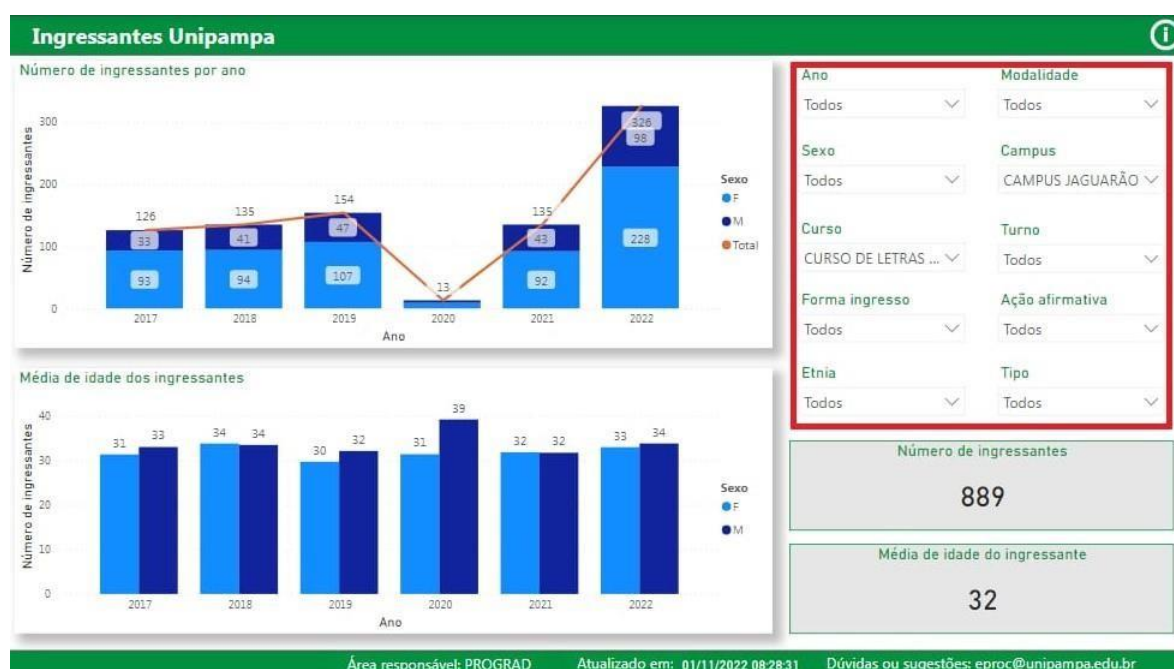 Ingressantes Unipampa
i
Número de ingressantes por ano
Número de ingressantes
300
200
100
0
126
135
154
13
135
326
33
41
47
43
98
93
94
107
92
228
2017 2018 2019 2020 2021 2022
Ano
Sexo
F
M
Total
Média de idade dos ingressantes
Número de ingressantes
40
30
20
10
0
31 33 34 34 30 32 31 39 32 32 33 34
2017 2018 2019 2020 2021 2022
Ano
Sexo
F
M
Ano Modalidade
Todos Todos
Sexo Campus
Todos CAMPUS JAGUARÃO
Curso Turno
CURSO DE LETRAS ... Todos
Forma ingresso Ação afirmativa
Todos Todos
Etnia Tipo
Todos Todos
Número de ingressantes
889
Média de idade do ingressante
32
Área responsável: PROGRAD Atualizado em: 01/11/2022 08:28:31 Dúvidas ou sugestões: eproc@unipampa.edu.br